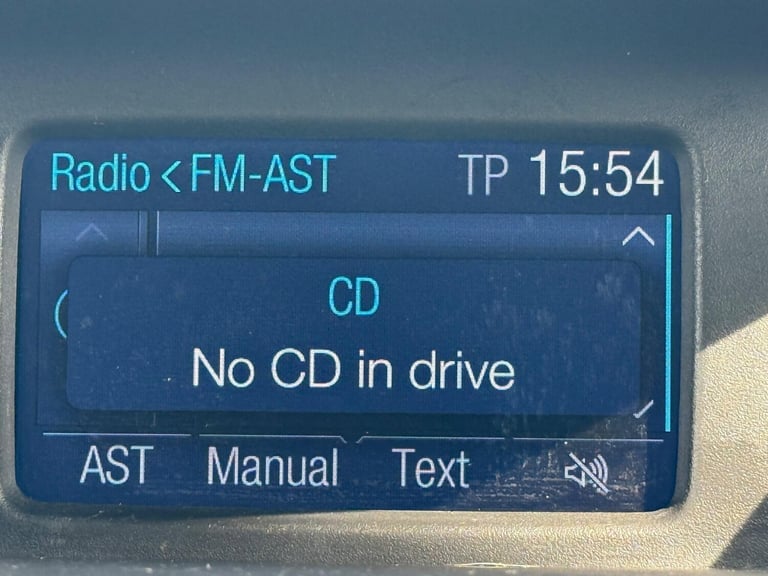 Radio < FM-AST TP 15:54
CD
No CD in drive
AST Manual Text